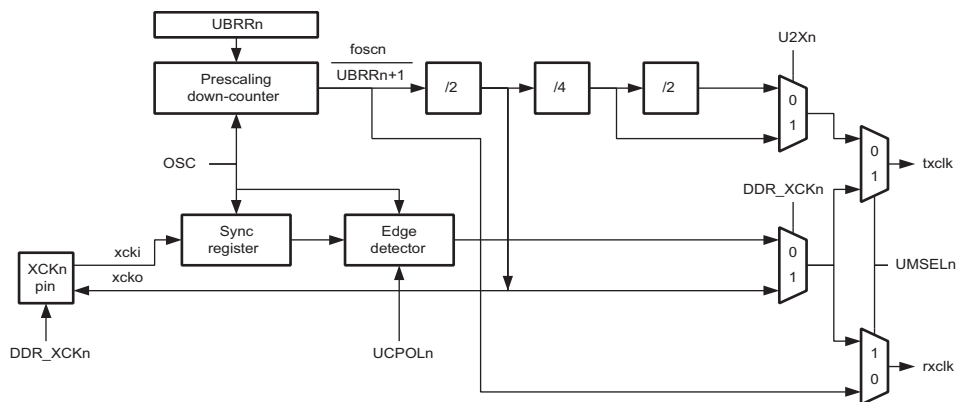 UBRRn
foscn
UBRRn+1
U2Xn
Prescaling
down-counter
/2
/4
/2
0
1
OSC
0
1
txclk
DDR_XCKn
Sync
register
Edge
detector
0
1
xcki
xcko
XCKn
pin
UMSELn
DDR_XCKn
UCPOLn
1
0
rxclk